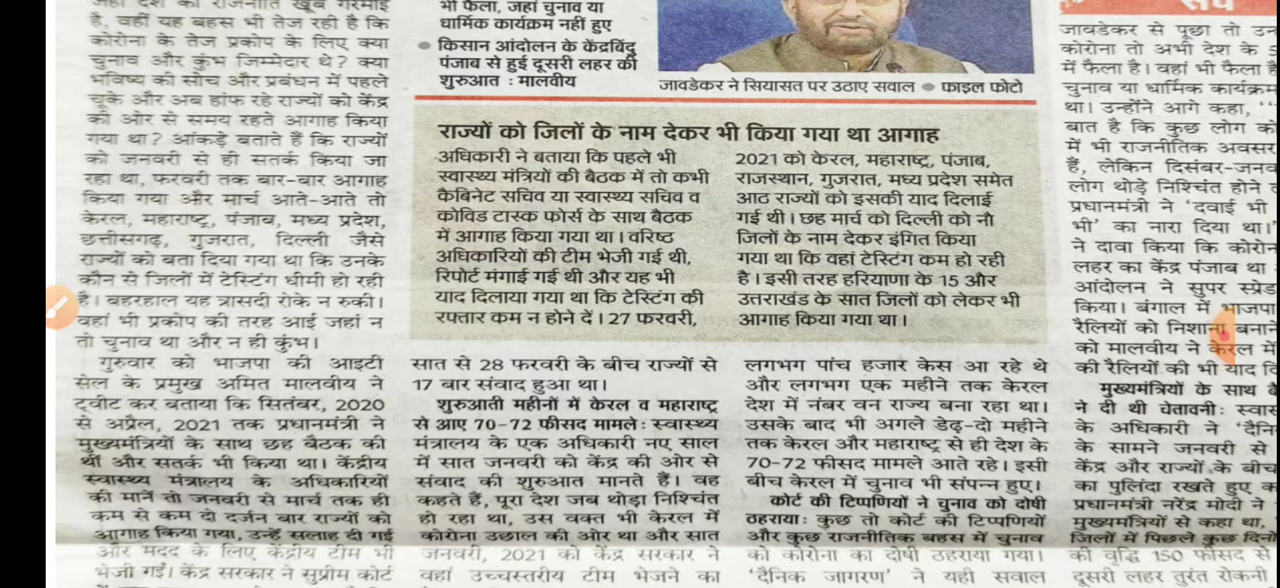 जहां देश की राजनीति खूब गरमाई
है, वहीं यह बहस भी तेज रही है कि
कोरोना के तेज प्रकोप के लिए क्या
चुनाव और कुंभ जिम्मेदार थे? क्या
भविष्य की सोच और प्रबंधन में पहले
चूके और अब हांफ रहे राज्यों को केंद्र
की ओर से समय रहते आगाह किया
गया था? आंकड़े बताते हैं कि राज्यों
को जनवरी से ही सतर्क किया जा
रहा था, फरवरी तक बार-बार आगाह
किया गया और मार्च आते-आते तो
केरल, महाराष्ट्र, पंजाब, मध्य प्रदेश,
छत्तीसगढ़, गुजरात, दिल्ली जैसे
राज्यों को बता दिया गया था कि उनके
कौन से जिलों में टेस्टिंग धीमी हो रही
है। बहरहाल यह त्रासदी रोके न रुकी।
वहां भी प्रकोप की तरह आई जहां न
तो चुनाव था और न ही कुंभ।
गुरुवार को भाजपा की आइटी
सेल के प्रमुख अमित मालवीय ने
ट्वीट कर बताया कि सितंबर, 2020
से अप्रैल, 2021 तक प्रधानमंत्री ने
मुख्यमंत्रियों के साथ छह बैठक की
थीं और सतर्क भी किया था। केंद्रीय
स्वास्थ्य मंत्रालय के अधिकारियों
की मानें तो जनवरी से मार्च तक ही
कम से कम दो दर्जन बार राज्यों को
आगाह किया गया, उन्हें सलाह दी गई
और मदद के लिए केंद्रीय टीम भी
भेजी गई। केंद्र सरकार ने सुप्रीम कोर्ट
भी फैला, जहां चुनाव या
धार्मिक कार्यक्रम नहीं हुए
● किसान आंदोलन के केंद्रबिंदु
पंजाब से हुई दूसरी लहर की
शुरुआत : मालवीय
जावडेकर ने सियासत पर उठाए सवाल ● फाइल फोटो
राज्यों को जिलों के नाम देकर भी किया गया था आगाह
अधिकारी ने बताया कि पहले भी
स्वास्थ्य मंत्रियों की बैठक में तो कभी
कैबिनेट सचिव या स्वास्थ्य सचिव व
कोविड टास्क फोर्स के साथ बैठक
में आगाह किया गया था। वरिष्ठ
अधिकारियों की टीम भेजी गई थी,
रिपोर्ट मंगाई गई थी और यह भी
याद दिलाया गया था कि टेस्टिंग की
रफ्तार कम न होने दें। 27 फरवरी,
2021 को केरल, महाराष्ट्र, पंजाब,
राजस्थान, गुजरात, मध्य प्रदेश समेत
आठ राज्यों को इसकी याद दिलाई
गई थी। छह मार्च को दिल्ली को नौ
जिलों के नाम देकर इंगित किया
गया था कि वहां टेस्टिंग कम हो रही
है। इसी तरह हरियाणा के 15 और
उत्तराखंड के सात जिलों को लेकर भी
आगाह किया गया था।
सात से 28 फरवरी के बीच राज्यों से
17 बार संवाद हुआ था।
शुरुआती महीनों में केरल व महाराष्ट्र
से आए 70-72 फीसद मामले: स्वास्थ्य
मंत्रालय के एक अधिकारी नए साल
में सात जनवरी को केंद्र की ओर से
संवाद की शुरुआत मानते हैं। वह
कहते हैं, पूरा देश जब थोड़ा निश्चिंत
हो रहा था, उस वक्त भी केरल में
कोरोना उछाल की ओर था और सात
जनवरी, 2021 को केंद्र सरकार ने
वहां उच्चस्तरीय टीम भेजने का
लगभग पांच हजार केस आ रहे थे
और लगभग एक महीने तक केरल
देश में नंबर वन राज्य बना रहा था।
उसके बाद भी अगले डेढ़-दो महीने
तक केरल और महाराष्ट्र से ही देश के
70-72 फीसद मामले आते रहे। इसी
बीच केरल में चुनाव भी संपन्न हुए।
कोर्ट की टिप्पणियों ने चुनाव को दोषी
ठहराया: कुछ तो कोर्ट की टिप्पणियों
और कुछ राजनीतिक बहस में चुनाव
को कोरोना का दोषी ठहराया गया।
'दैनिक जागरण' ने यही सवाल
जावडेकर से पूछा तो
कोरोना तो अभी देश के
में फैला है। वहां भी फैला
चुनाव या धार्मिक कार्यक्रम
था। उन्होंने आगे कहा, ''
बात है कि कुछ लोग को
में भी राजनीतिक अवसर
हैं, लेकिन दिसंबर-
लोग थोड़े निश्चिंत होने
प्रधानमंत्री ने 'दवाई भी
भी' का नारा दिया था।
ने दावा किया कि
लहर का केंद्र पंजाब था
आंदोलन ने सुपर
किया। बंगाल में भाजपा
रैलियों को निशाना बनाने
को मालवीय ने केरल में
की रैलियों की भी याद
मुख्यमंत्रियों के साथ
ने दी थी चेतावनी:
के अधिकारी ने
के सामने जनवरी से
केंद्र और राज्यों के बीच
का पुलिंदा रखते हुए
प्रधानमंत्री नरेंद्र मोदी ने
मुख्यमंत्रियों से कहा था,
जिलों में पिछले कुछ दिनों
की वृद्धि 150 फीसद से
दूसरी लहर तुरंत रोकनी